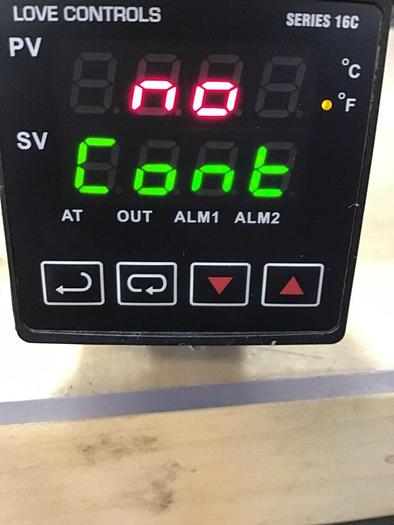 LOVE CONTROLS SERIES 16C
PV
no
°C
°F
SV
Cont
AT OUT ALM1 ALM2